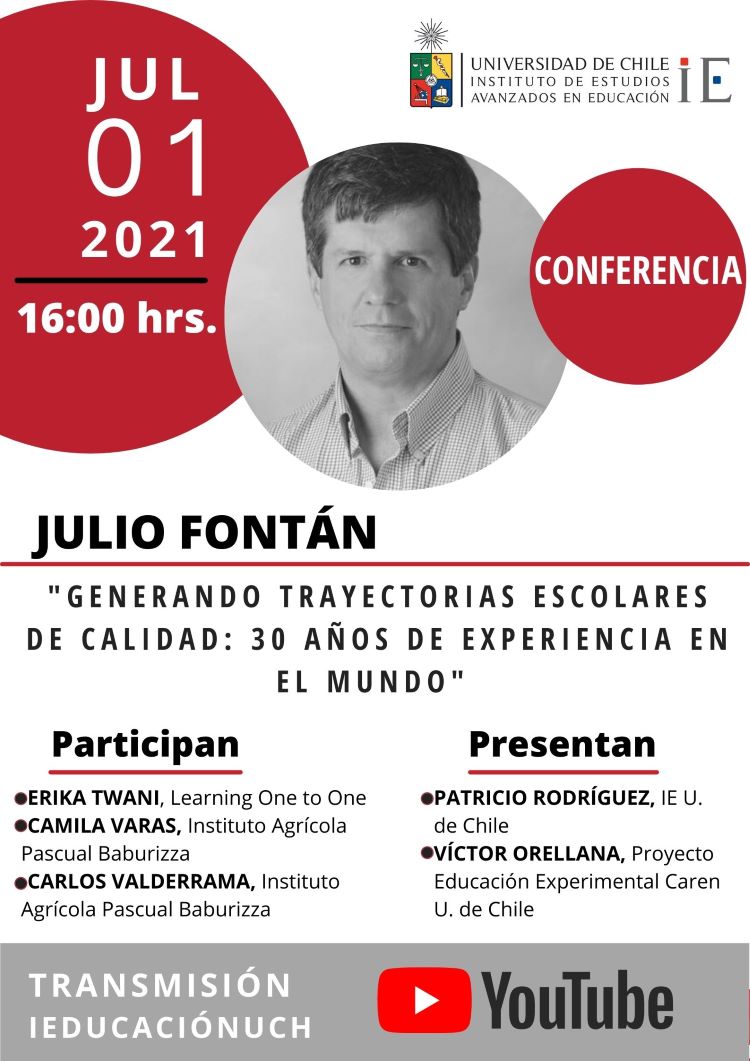 JUL
01
2021
16:00 hrs.
UNIVERSIDAD DE CHILE
INSTITUTO DE ESTUDIOS
AVANZADOS EN EDUCACIÓN
iE
CONFERENCIA
JULIO FONTÁN
"GENERANDO TRAYECTORIAS ESCOLARES
DE CALIDAD: 30 AÑOS DE EXPERIENCIA EN
EL MUNDO"
Participan
ERIKA TWANI, Learning One to One
CAMILA VARAS, Instituto Agrícola
Pascual Baburizza
CARLOS VALDERRAMA, Instituto
Agrícola Pascual Baburizza
Presentan
PATRICIO RODRÍGUEZ, IE U.
de Chile
VÍCTOR ORELLANA, Proyecto
Educación Experimental Caren
U. de Chile
TRANSMISIÓN
IEDUCACIÓNUCH
YouTube